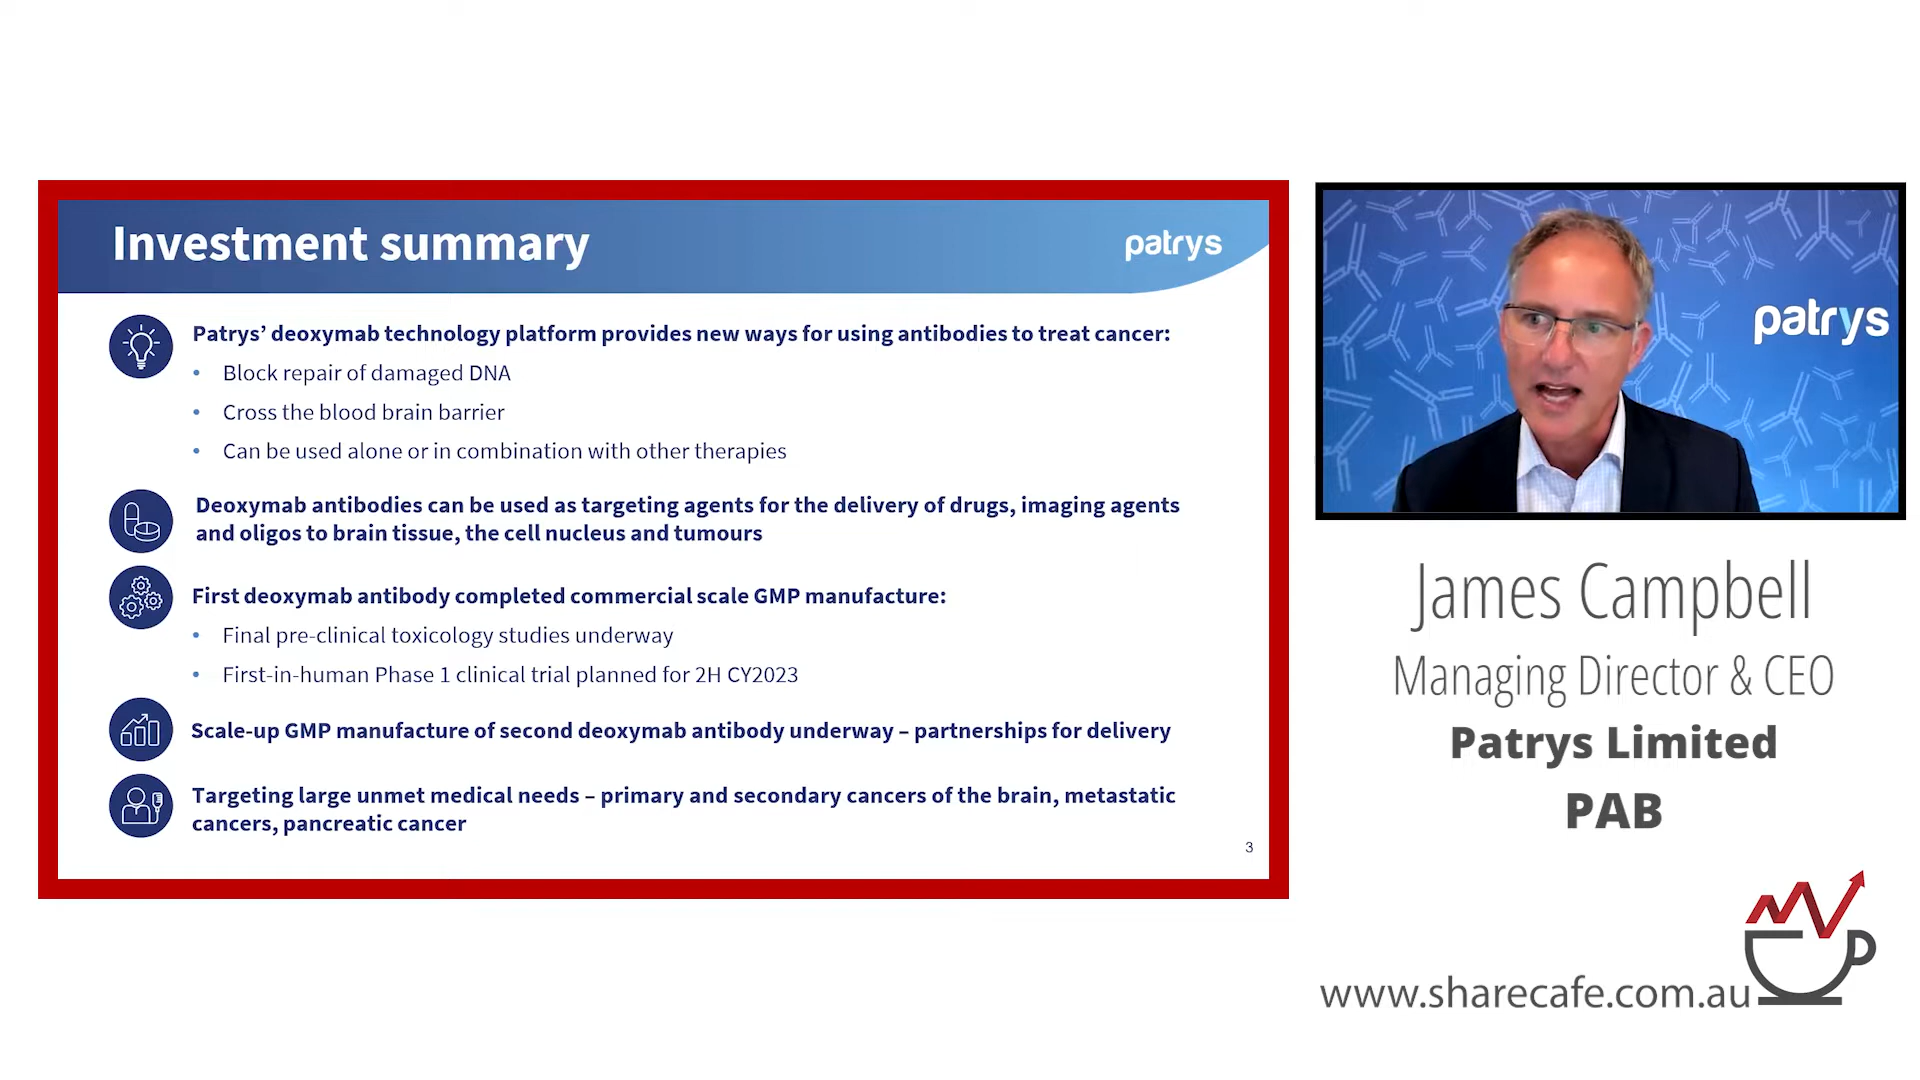 Investment summary
patrys
Patrys’ deoxymab technology platform provides new ways for using antibodies to treat cancer:
• Block repair of damaged DNA
• Cross the blood brain barrier
• Can be used alone or in combination with other therapies
Deoxymab antibodies can be used as targeting agents for the delivery of drugs, imaging agents
and oligos to brain tissue, the cell nucleus and tumours
First deoxymab antibody completed commercial scale GMP manufacture:
• Final pre-clinical toxicology studies underway
• First-in-human Phase 1 clinical trial planned for 2H CY2023
Scale-up GMP manufacture of second deoxymab antibody underway – partnerships for delivery
Targeting large unmet medical needs – primary and secondary cancers of the brain, metastatic
cancers, pancreatic cancer
3
patrys
James Campbell
Managing Director & CEO
Patrys Limited
PAB
www.sharecafe.com.au